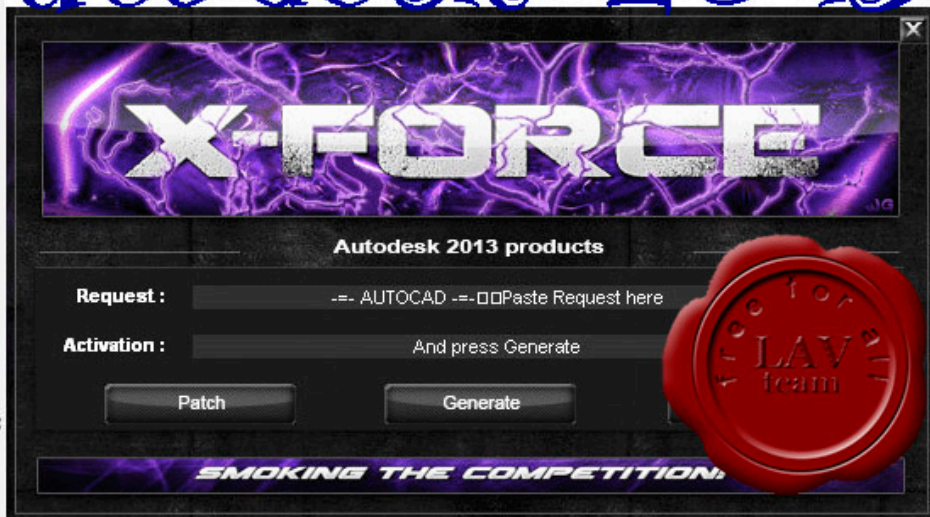 X
X-FORCE
JG
Autodesk 2013 products
Request :
-=- AUTOCAD -=-□□Paste Request here
Activation :
And press Generate
Patch
Generate
free for all
LAV
team
SMOKING THE COMPETITION!